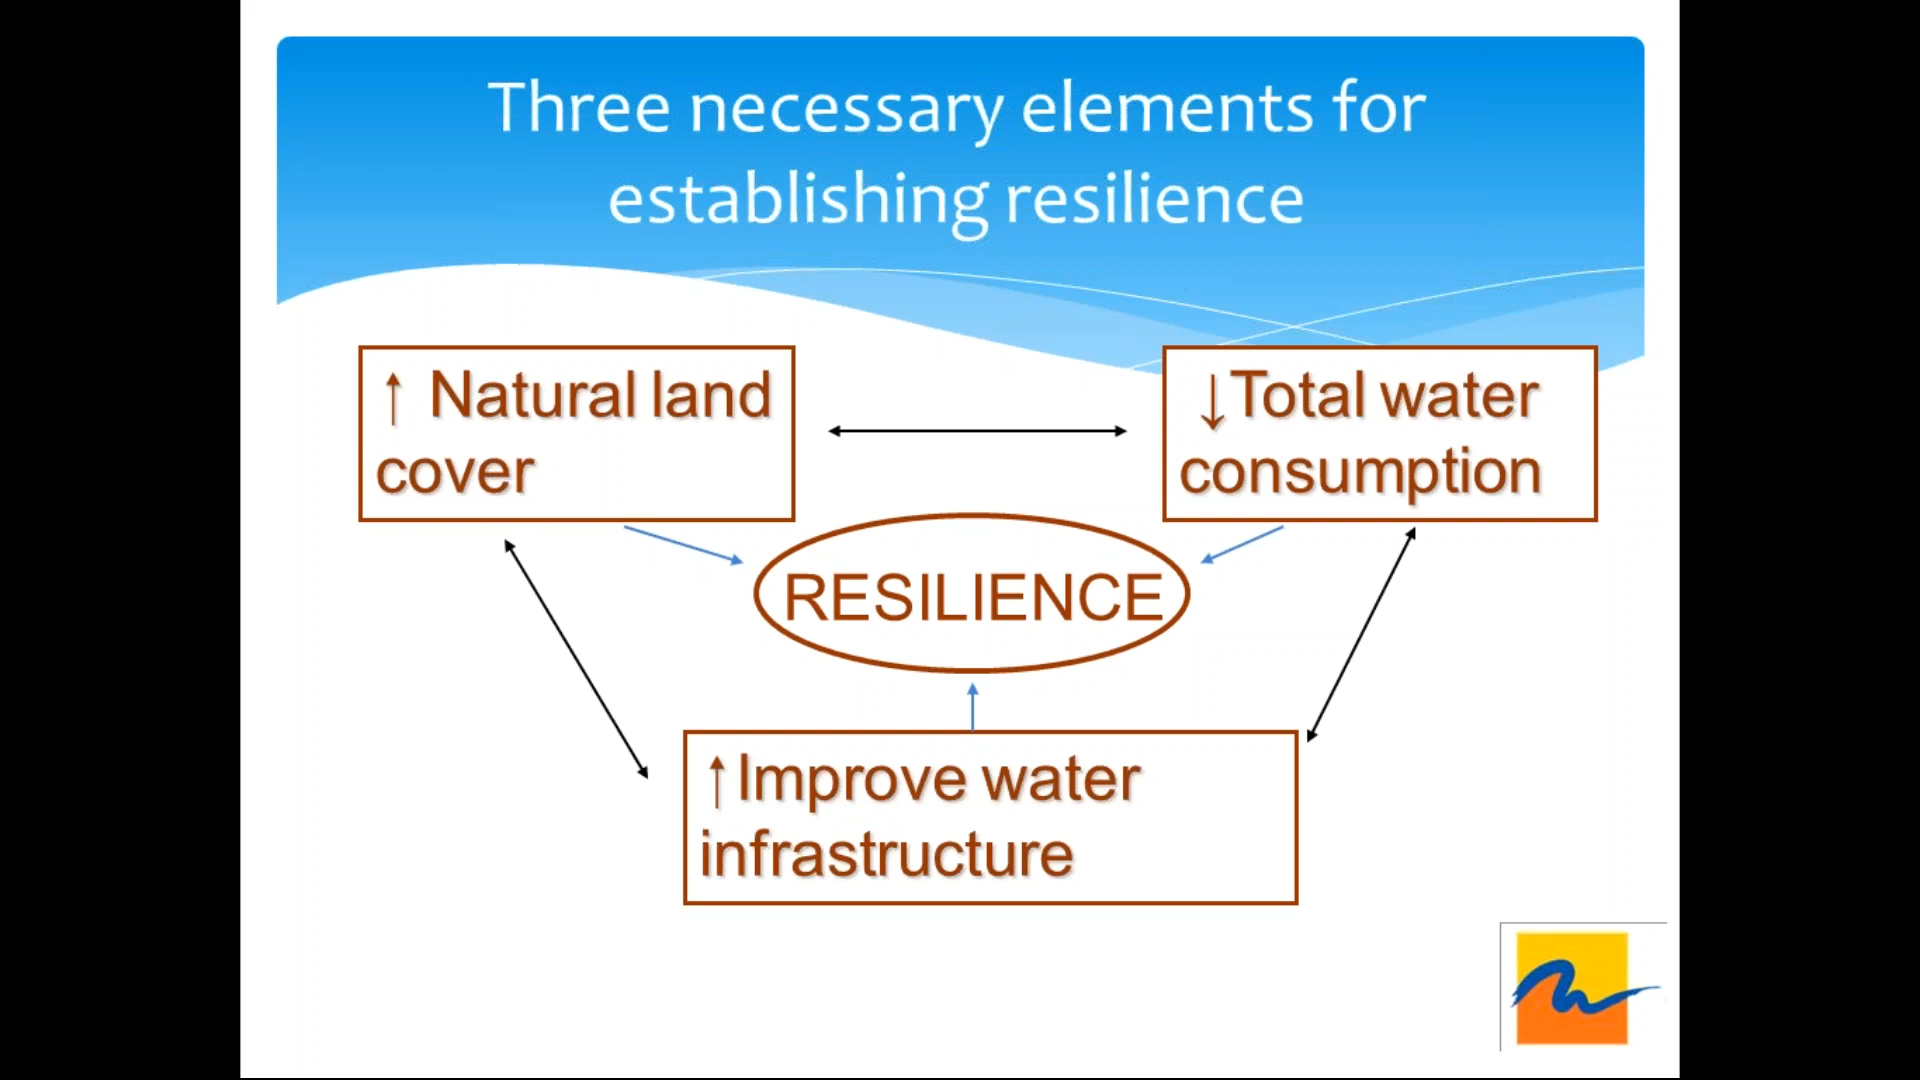 Three necessary elements for
establishing resilience
↑ Natural land
cover
↓Total water
consumption
RESILIENCE
↑Improve water
infrastructure